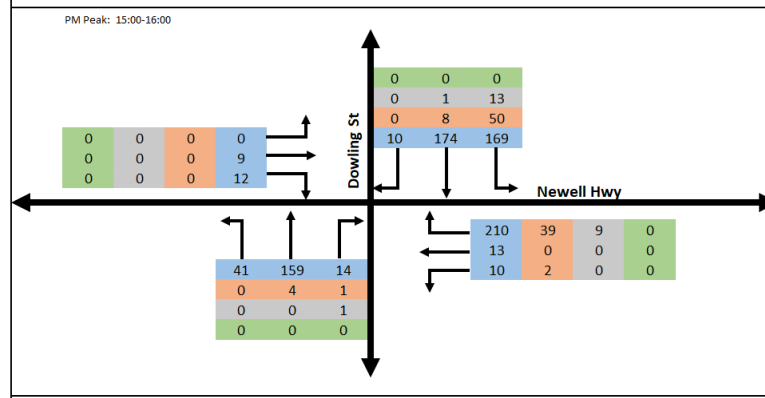 PM Peak: 15:00-16:00
Dowling St
0 0 0
0 1 13
0 8 50
10 174 169
0 0 0 0
0 0 0 9
0 0 0 12
Newell Hwy
210 39 9 0
13 0 0 0
10 2 0 0
41 159 14
0 4 1
0 0 1
0 0 0